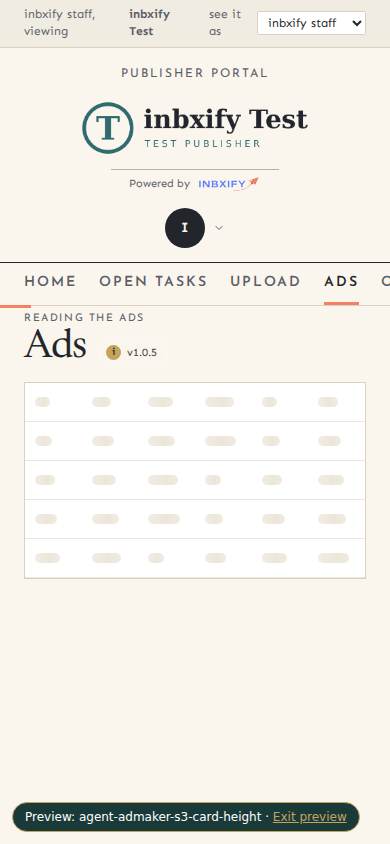 inbxify staff, viewing
inbxify Test
see it as
inbxify staff
PUBLISHER PORTAL
T
inbxify Test
TEST PUBLISHER
Powered by INBXIFY
I
HOME OPEN TASKS UPLOAD ADS
READING THE ADS
Ads
i v1.0.5
Preview: agent-admaker-s3-card-height · Exit preview